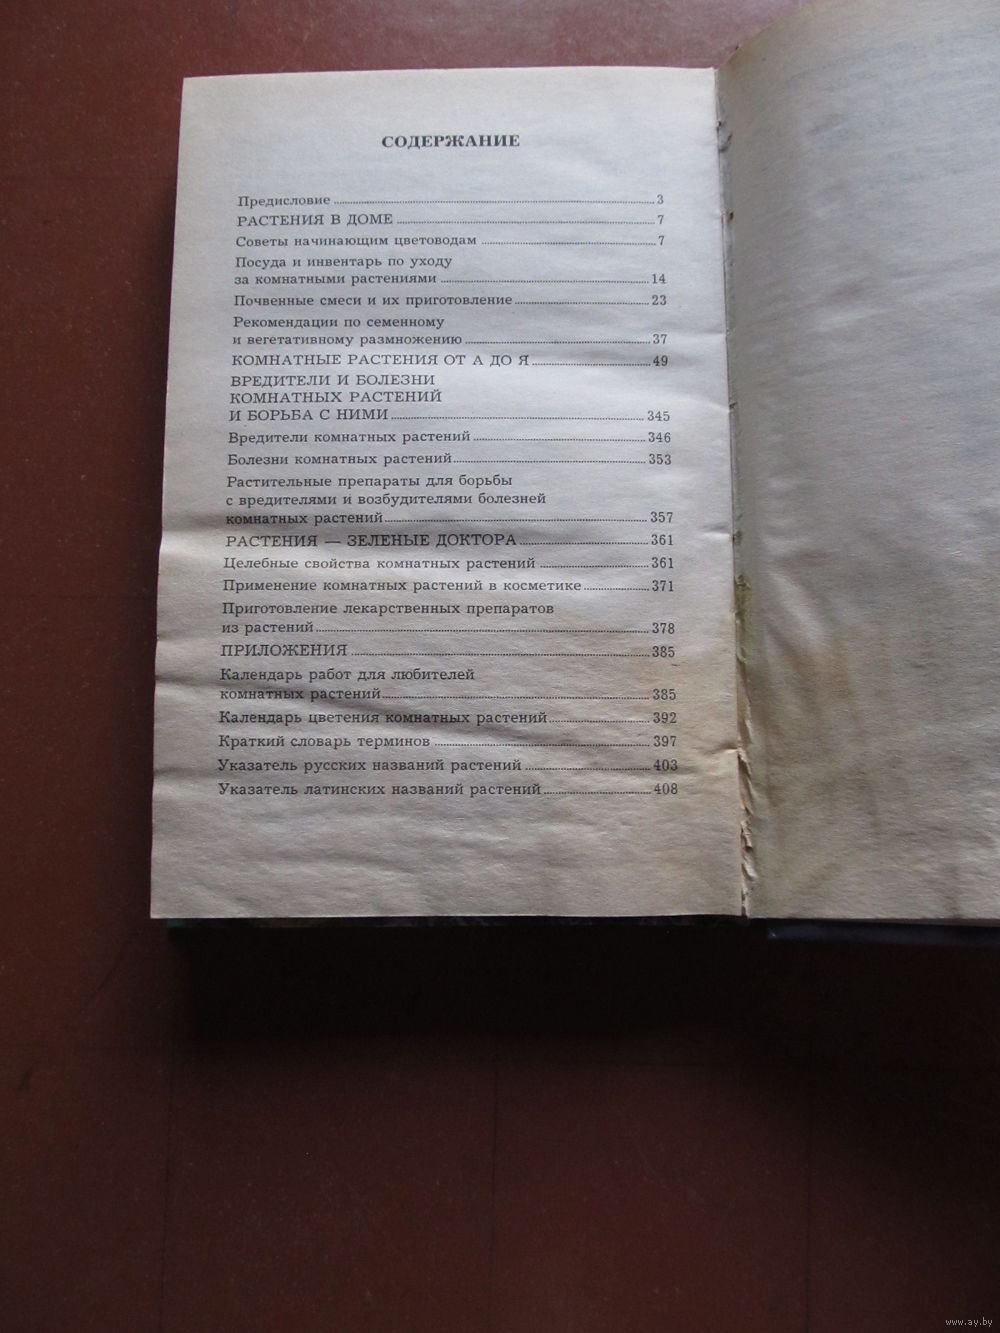 СОДЕРЖАНИЕ
Предисловие 3
РАСТЕНИЯ В ДОМЕ 7
Советы начинающим цветоводам 7
Посуда и инвентарь по уходу
за комнатными растениями 14
Почвенные смеси и их приготовление 23
Рекомендации по семенному
и вегетативному размножению 37
КОМНАТНЫЕ РАСТЕНИЯ ОТ А ДО Я 49
ВРЕДИТЕЛИ И БОЛЕЗНИ
КОМНАТНЫХ РАСТЕНИЙ
И БОРЬБА С НИМИ 345
Вредители комнатных растений 346
Болезни комнатных растений 353
Растительные препараты для борьбы
с вредителями и возбудителями болезней
комнатных растений 357
РАСТЕНИЯ — ЗЕЛЕНЫЕ ДОКТОРА 361
Целебные свойства комнатных растений 361
Применение комнатных растений в косметике 371
Приготовление лекарственных препаратов
из растений 378
ПРИЛОЖЕНИЯ 385
Календарь работ для любителей
комнатных растений 385
Календарь цветения комнатных растений 392
Краткий словарь терминов 397
Указатель русских названий растений 403
Указатель латинских названий растений 408
www.ay.by